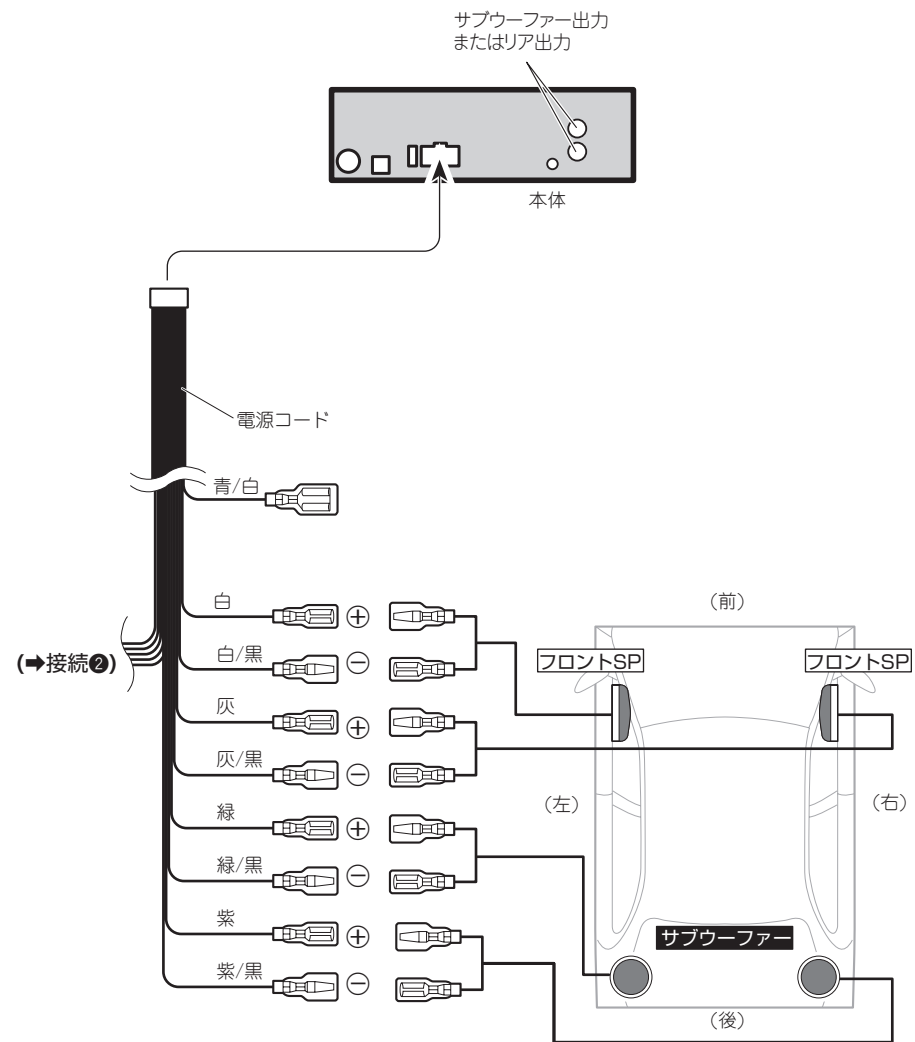 サブウーファー出力
またはリア出力
本体
電源コード
青/白
白
⊕
(前)
(➡接続❷)
白/黒
⊖
フロントSP
フロントSP
灰
⊕
灰/黒
⊖
(左)
(右)
緑
⊕
緑/黒
⊖
紫
⊕
サブウーファー
紫/黒
⊖
(後)